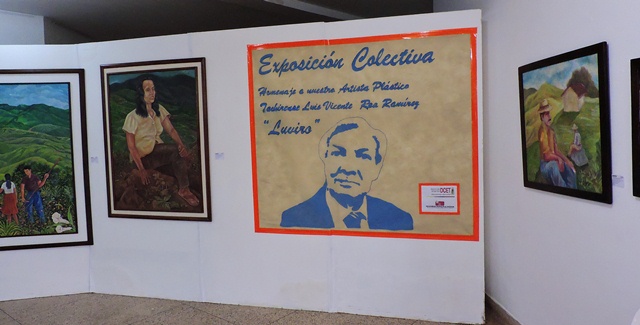 Exposición Colectiva
Homenaje a nuestro Artista Plástico
Tachirense Luis Vicente Roa Ramírez
"Luviro"